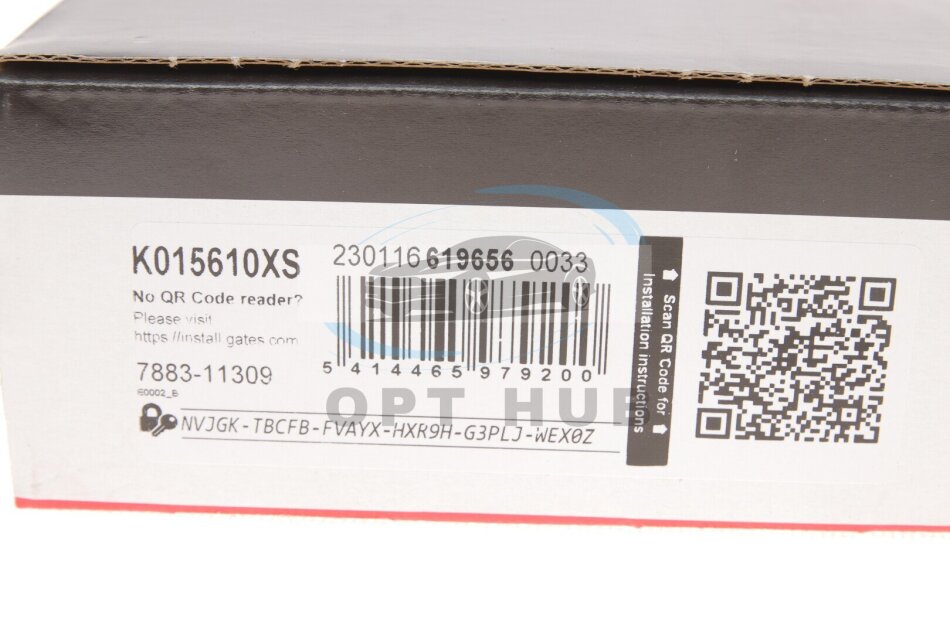 K015610XS
230116 619656 0033
No QR Code reader?
Please visit
https://install gates.com
5 414465 979200
7883-11309
60002_B
NVJGK-TBCFB-FVAYX-HXR9H-G3PLJ-WEX0Z
Scan QR Code for
Installation instructions
OPT HUB